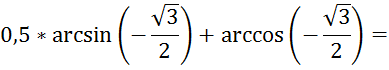 0,5 * arcsin(−√3/2) + arccos(−√3/2) =